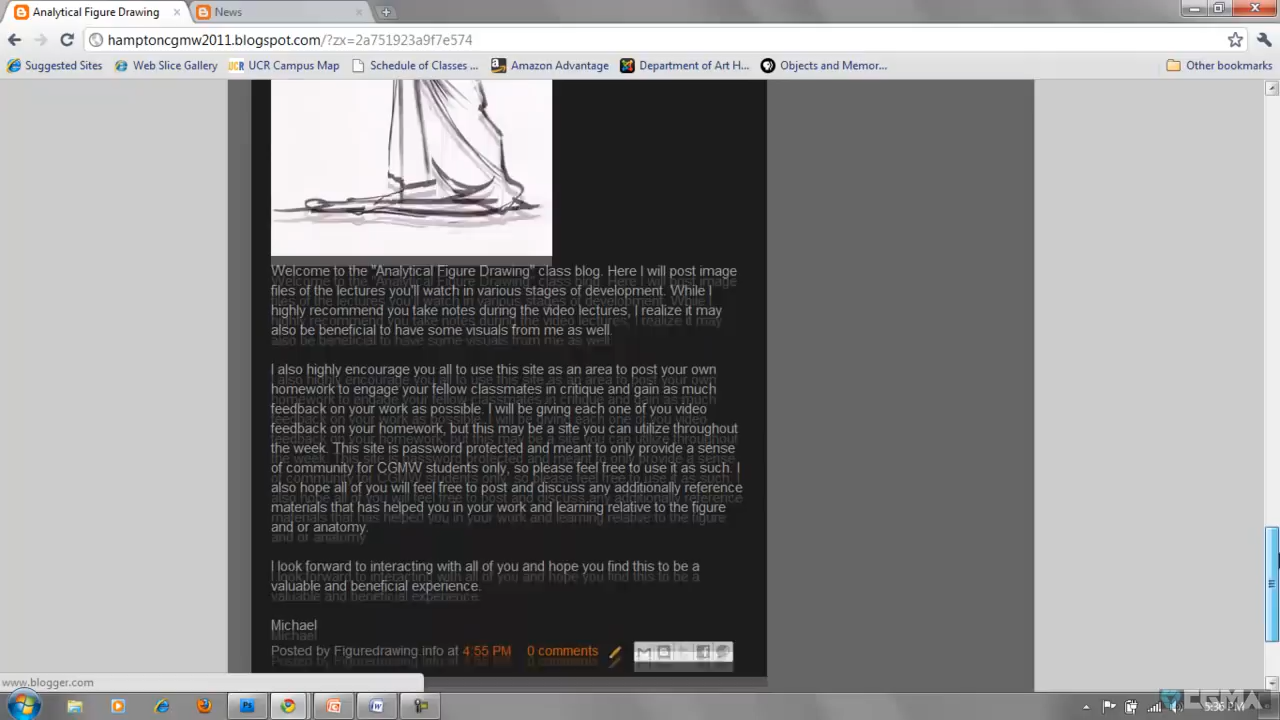 Analytical Figure Drawing
News
hamptoncgmw2011.blogspot.com/?zx=2a751923a9f7e574
Suggested Sites
Web Slice Gallery
UCR
UCR Campus Map
Schedule of Classes ...
Amazon Advantage
Department of Art H...
Objects and Memor...
Other bookmarks
Welcome to the "Analytical Figure Drawing" class blog. Here I will post image
files of the lectures you'll watch in various stages of development. While I
highly recommend you take notes during the video lectures, I realize it may
also be beneficial to have some visuals from me as well.
I also highly encourage you all to use this site as an area to post your own
homework to engage your fellow classmates in critique and gain as much
feedback on your work as possible. I will be giving each one of you video
feedback on your homework, but this may be a site you can utilize throughout
the week. This site is password protected and meant to only provide a sense
of community for CGMW students only, so please feel free to use it as such. I
also hope all of you will feel free to post and discuss any additionally reference
materials that has helped you in your work and learning relative to the figure
and or anatomy.
I look forward to interacting with all of you and hope you find this to be a
valuable and beneficial experience.
Michael
Posted by Figuredrawing info at 4:55 PM 0 comments
www.blogger.com
5:36 PM
CGMA